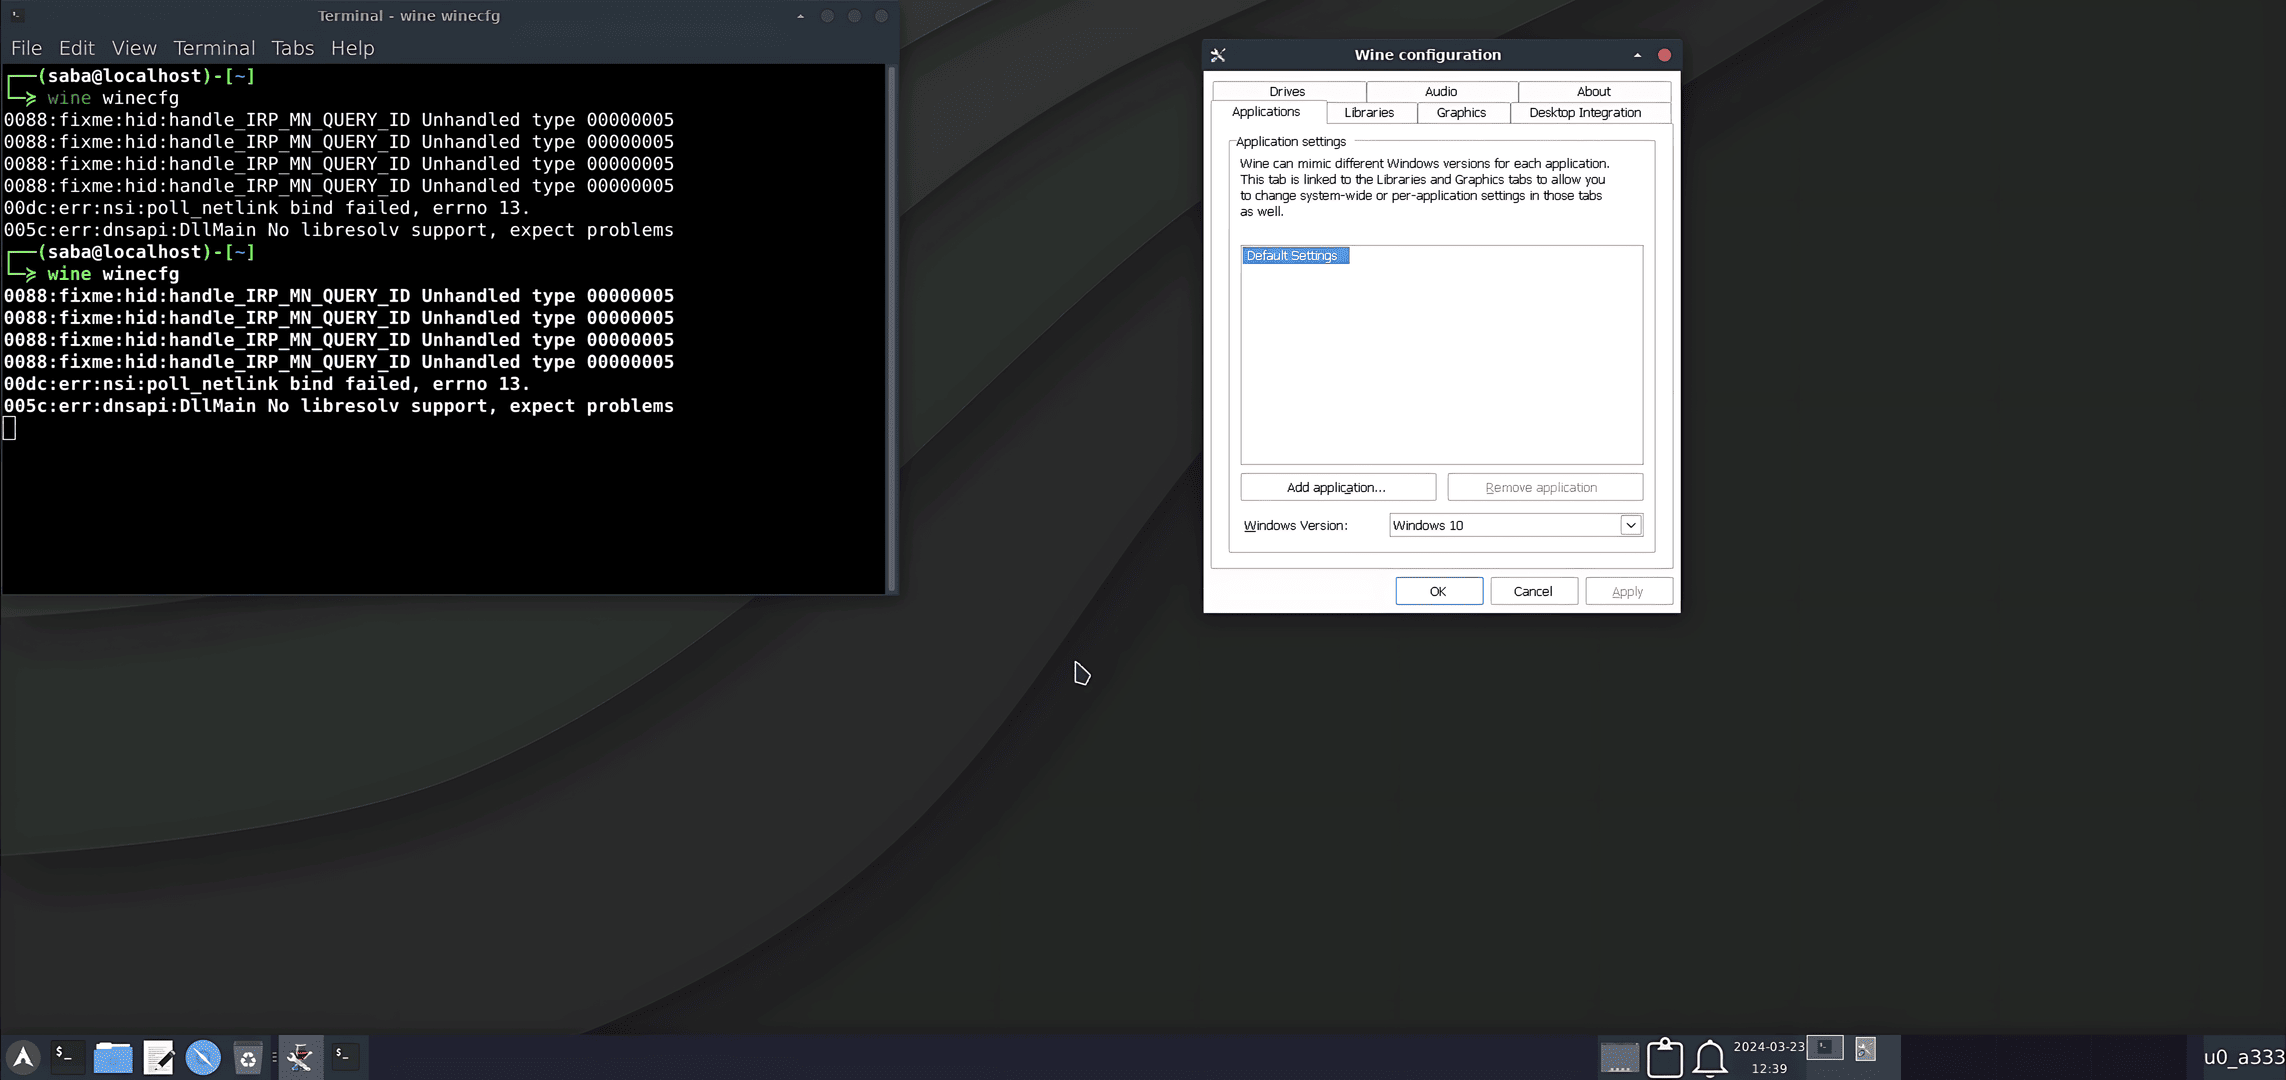 Terminal - wine winecfg
File Edit View Terminal Tabs Help
┌──(saba@localhost)-[~]
└─⪼ wine winecfg
0088:fixme:hid:handle_IRP_MN_QUERY_ID Unhandled type 00000005
0088:fixme:hid:handle_IRP_MN_QUERY_ID Unhandled type 00000005
0088:fixme:hid:handle_IRP_MN_QUERY_ID Unhandled type 00000005
0088:fixme:hid:handle_IRP_MN_QUERY_ID Unhandled type 00000005
00dc:err:nsi:poll_netlink bind failed, errno 13.
005c:err:dnsapi:DllMain No libresolv support, expect problems
┌──(saba@localhost)-[~]
└─⪼ wine winecfg
0088:fixme:hid:handle_IRP_MN_QUERY_ID Unhandled type 00000005
0088:fixme:hid:handle_IRP_MN_QUERY_ID Unhandled type 00000005
0088:fixme:hid:handle_IRP_MN_QUERY_ID Unhandled type 00000005
0088:fixme:hid:handle_IRP_MN_QUERY_ID Unhandled type 00000005
00dc:err:nsi:poll_netlink bind failed, errno 13.
005c:err:dnsapi:DllMain No libresolv support, expect problems
Wine configuration
Drives Audio About
Applications Libraries Graphics Desktop Integration
Application settings
Wine can mimic different Windows versions for each application.
This tab is linked to the Libraries and Graphics tabs to allow you
to change system-wide or per-application settings in those tabs
as well.
Default Settings
Add application... Remove application
Windows Version: Windows 10
OK Cancel Apply
2024-03-23
12:39
u0_a333